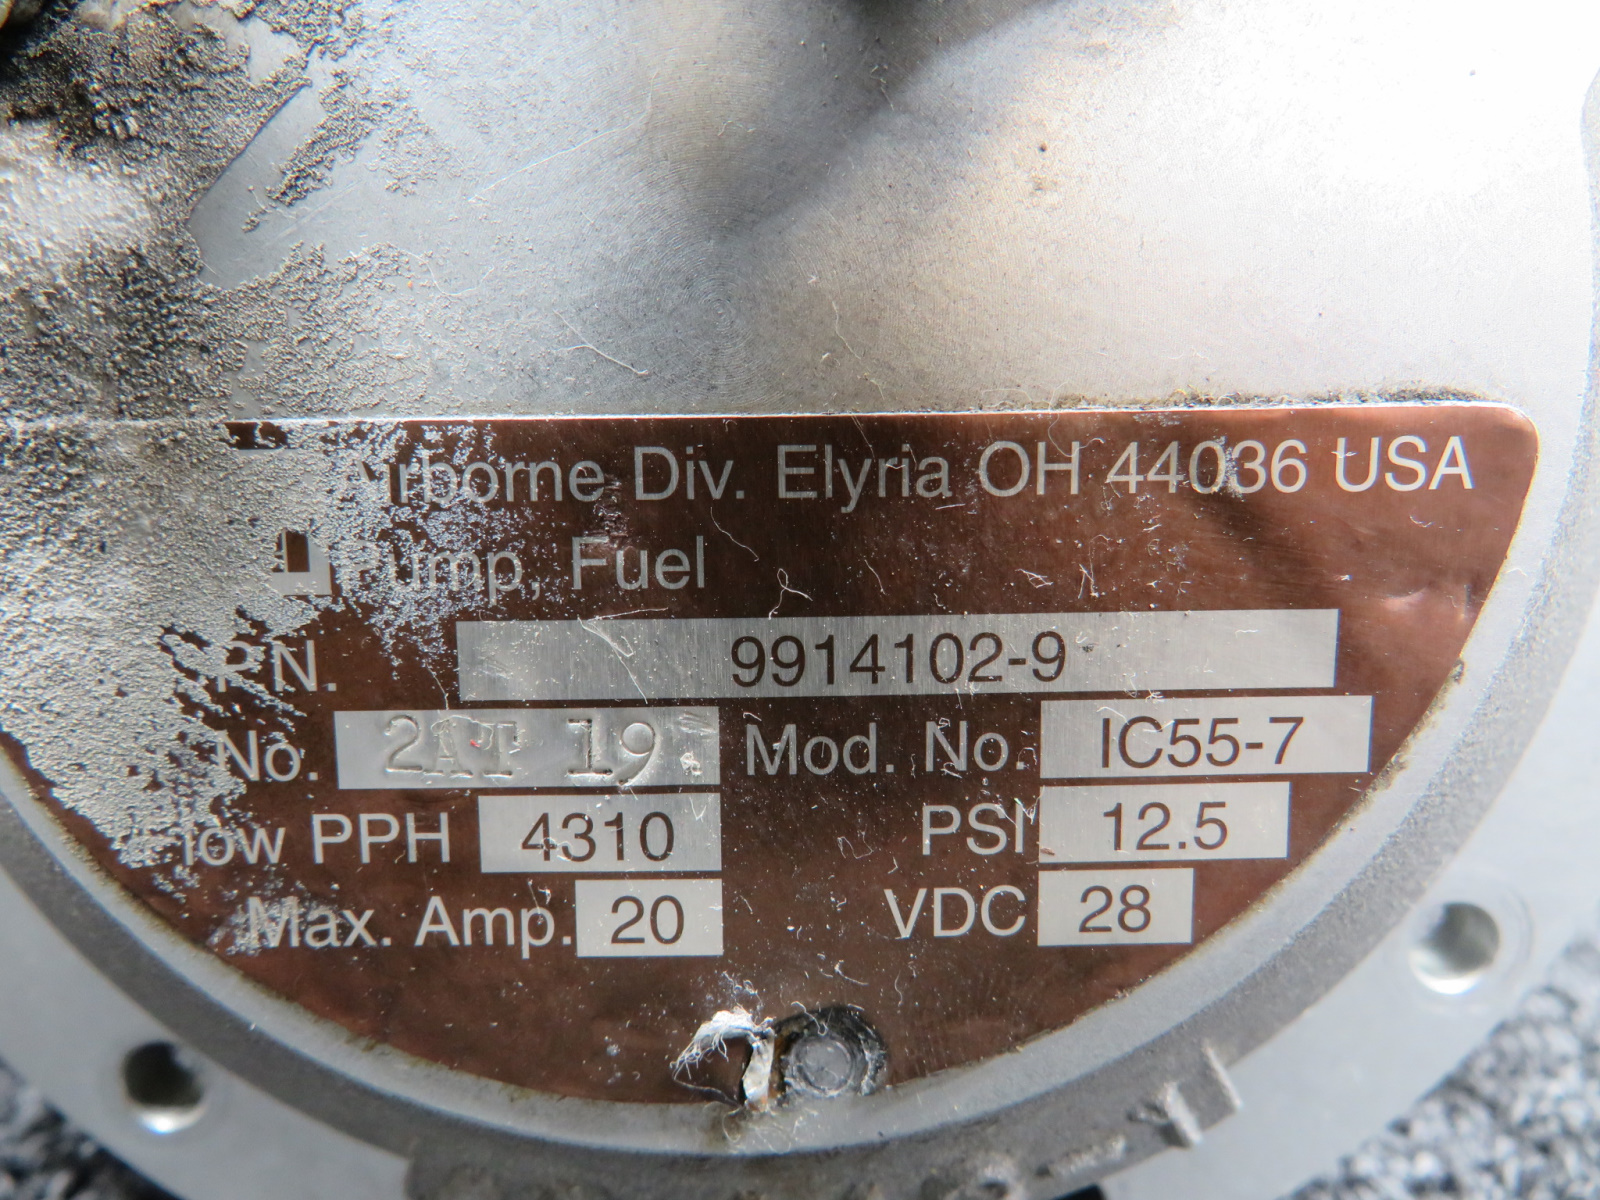 Airborne Div. Elyria OH 44036 USA
Pump, Fuel
P.N. 9914102-9
No. 2AT 19 Mod. No. IC55-7
Flow PPH 4310 PSI 12.5
Max. Amp. 20 VDC 28